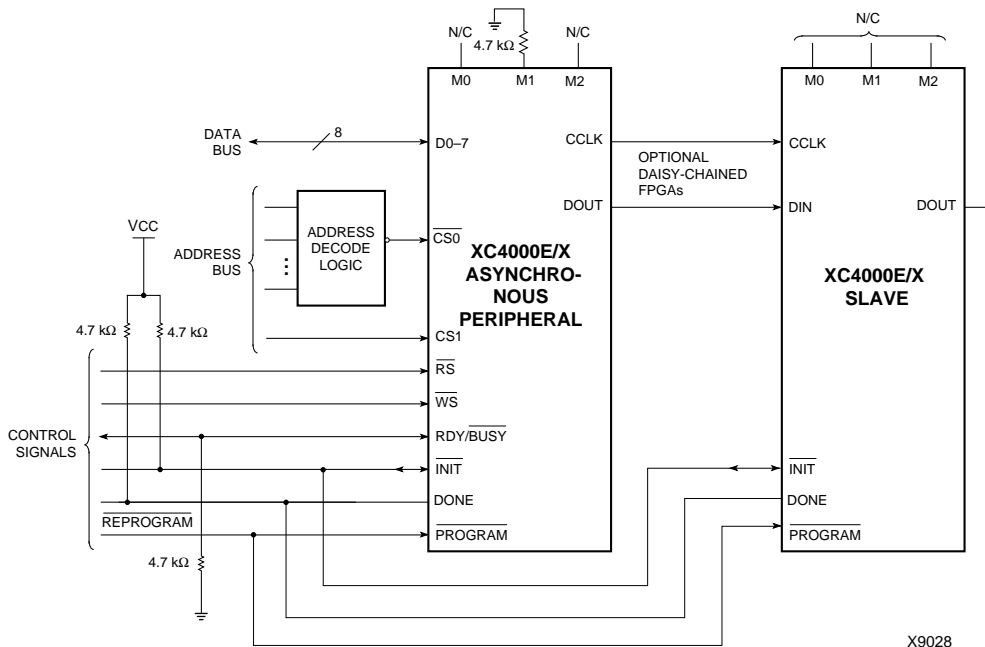 N/C
4.7 kΩ
N/C
N/C
M0
M1
M2
M0
M1
M2
DATA
BUS
8
D0–7
CCLK
OPTIONAL
DAISY-CHAINED
FPGAs
CCLK
DOUT
DIN
DOUT
VCC
ADDRESS
BUS
ADDRESS
DECODE
LOGIC
CS0
XC4000E/X
ASYNCHRO-
NOUS
PERIPHERAL
XC4000E/X
SLAVE
4.7 kΩ
4.7 kΩ
CS1
RS
WS
CONTROL
SIGNALS
RDY/BUSY
INIT
INIT
DONE
DONE
REPROGRAM
PROGRAM
PROGRAM
4.7 kΩ
X9028